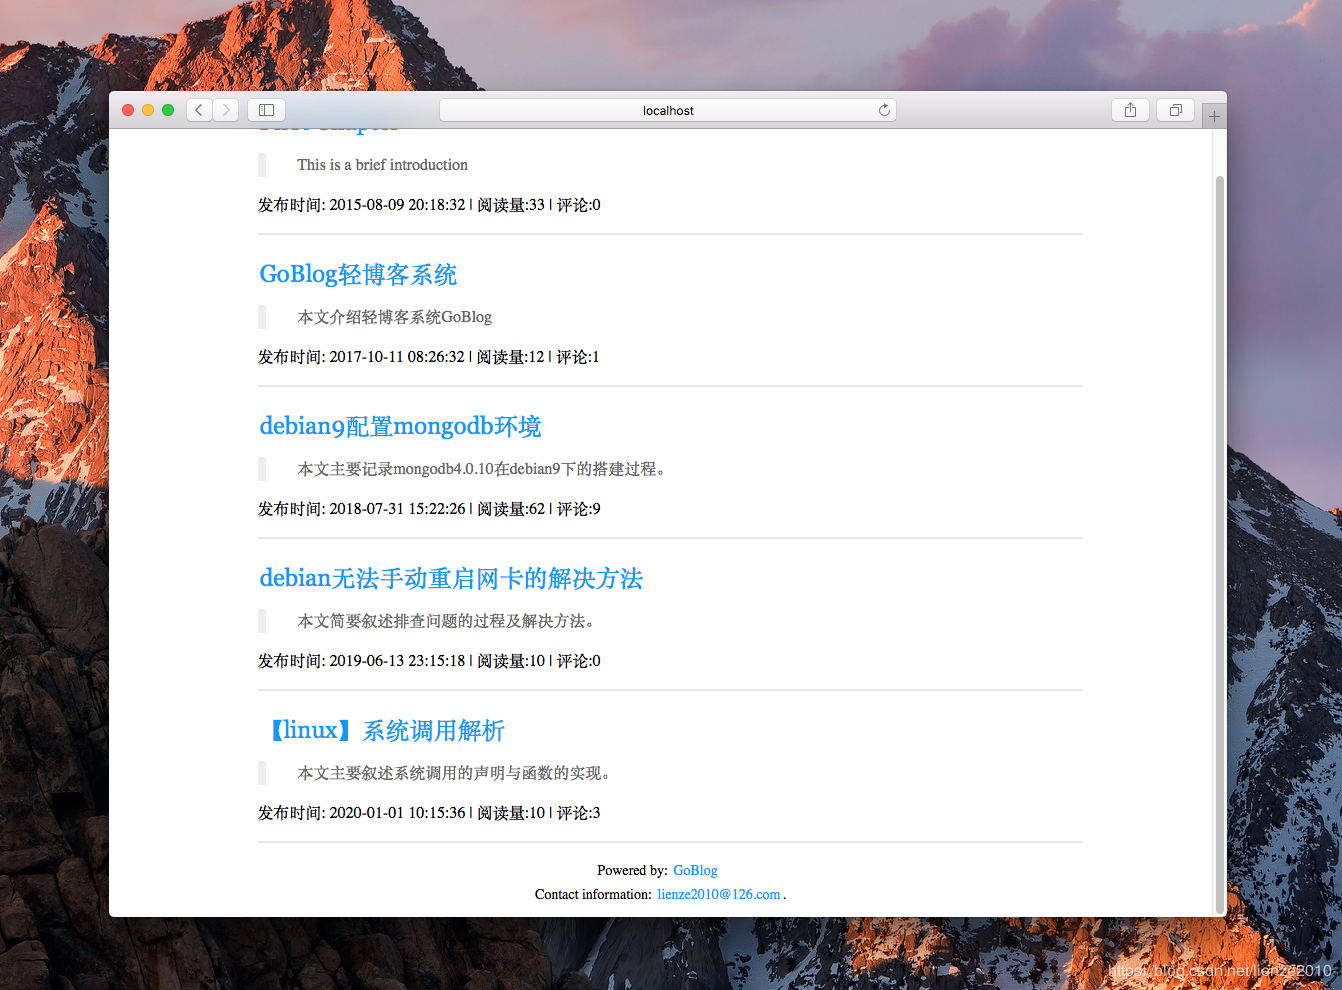 localhost
This is a brief introduction
发布时间: 2015-08-09 20:18:32 | 阅读量:33 | 评论:0
GoBlog轻博客系统
本文介绍轻博客系统GoBlog
发布时间: 2017-10-11 08:26:32 | 阅读量:12 | 评论:1
debian9配置mongodb环境
本文主要记录mongodb4.0.10在debian9下的搭建过程。
发布时间: 2018-07-31 15:22:26 | 阅读量:62 | 评论:9
debian无法手动重启网卡的解决方法
本文简要叙述排查问题的过程及解决方法。
发布时间: 2019-06-13 23:15:18 | 阅读量:10 | 评论:0
【linux】系统调用解析
本文主要叙述系统调用的声明与函数的实现。
发布时间: 2020-01-01 10:15:36 | 阅读量:10 | 评论:3
Powered by: GoBlog
Contact information: lienze2010@126.com .
https://blog.csdn.net/lienze2010